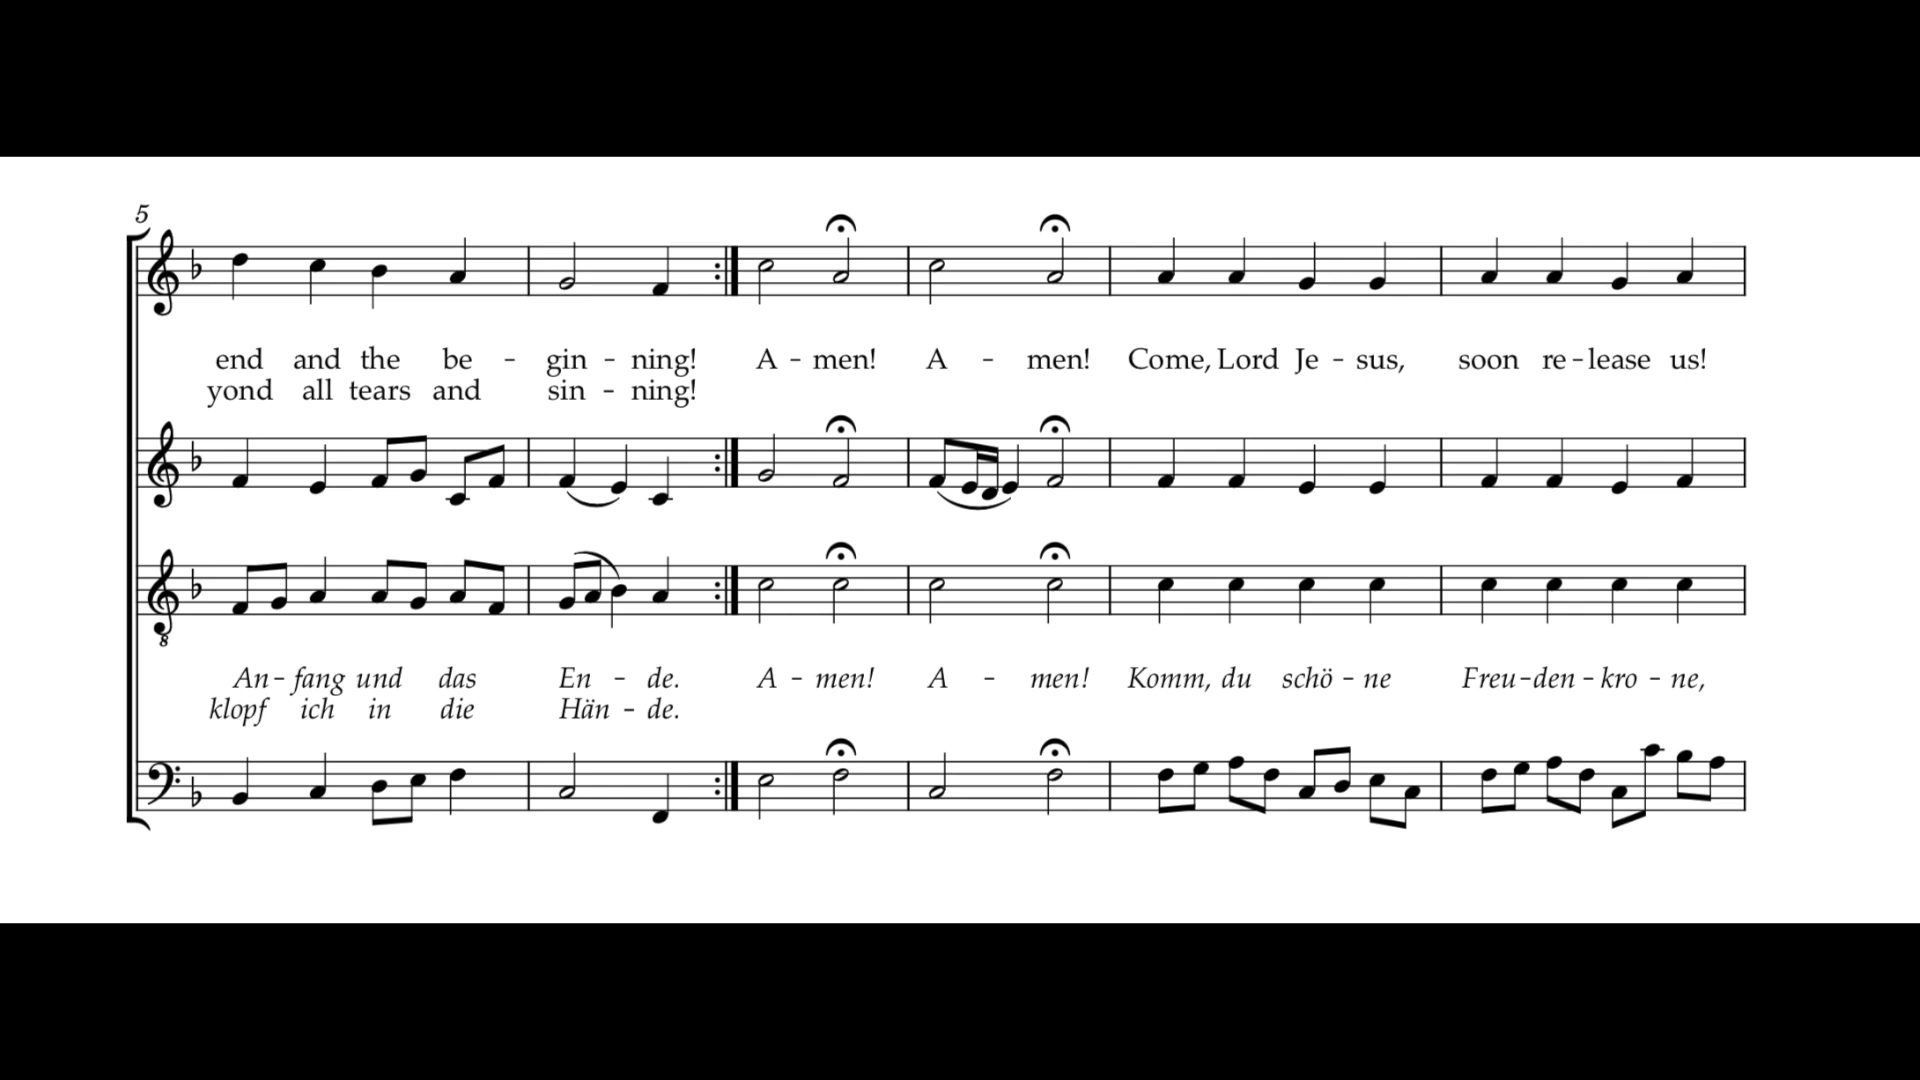 5
end and the be - gin - ning! A - men! A - men! Come, Lord Je - sus, soon re - lease us!
yond all tears and sin - ning!
8
An - fang und das En - de. A - men! A - men! Komm, du schö - ne Freu - den - kro - ne,
klopf ich in die Hän - de.